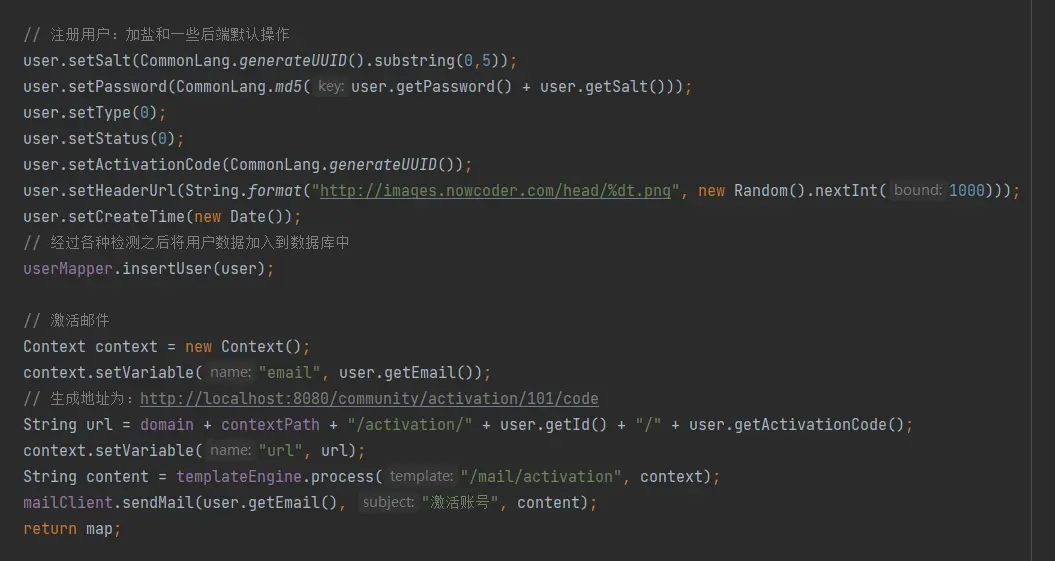 // 注册用户：加盐和一些后端默认操作
user.setSalt(CommonLang.generateUUID().substring(0,5));
user.setPassword(CommonLang.md5( key: user.getPassword() + user.getSalt()));
user.setType(0);
user.setStatus(0);
user.setActivationCode(CommonLang.generateUUID());
user.setHeaderUrl(String.format("http://images.nowcoder.com/head/%dt.png", new Random().nextInt( bound: 1000)));
user.setCreateTime(new Date());
// 经过各种检测之后将用户数据加入到数据库中
userMapper.insertUser(user);
// 激活邮件
Context context = new Context();
context.setVariable( name: "email", user.getEmail());
// 生成地址为：http://localhost:8080/community/activation/101/code
String url = domain + contextPath + "/activation/" + user.getId() + "/" + user.getActivationCode();
context.setVariable( name: "url", url);
String content = templateEngine.process( template: "/mail/activation", context);
mailClient.sendMail(user.getEmail(), subject: "激活账号", content);
return map;